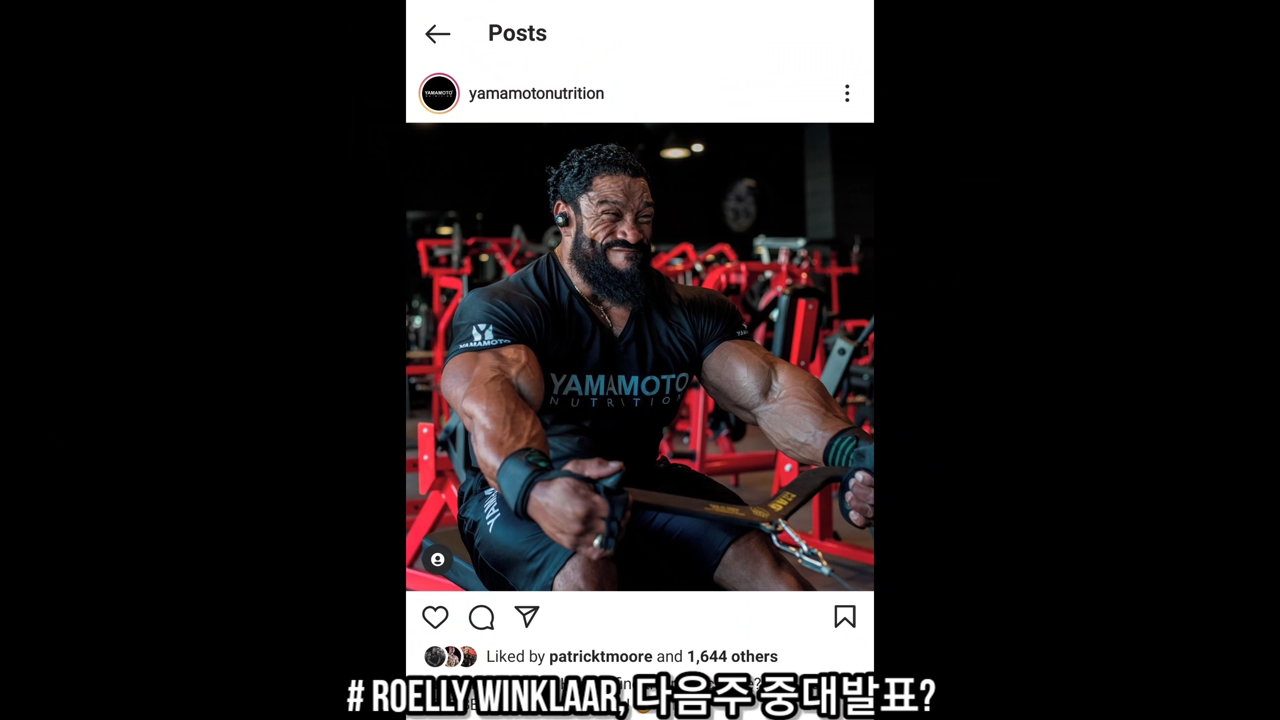 Posts
YAMAMOTO
yamamotonutrition
YAMAMOTO
YAMAMOTO
NUTRITION
Liked by patricktmoore and 1,644 others
# ROELLY WINKLAAR, 다음주 중대발표?